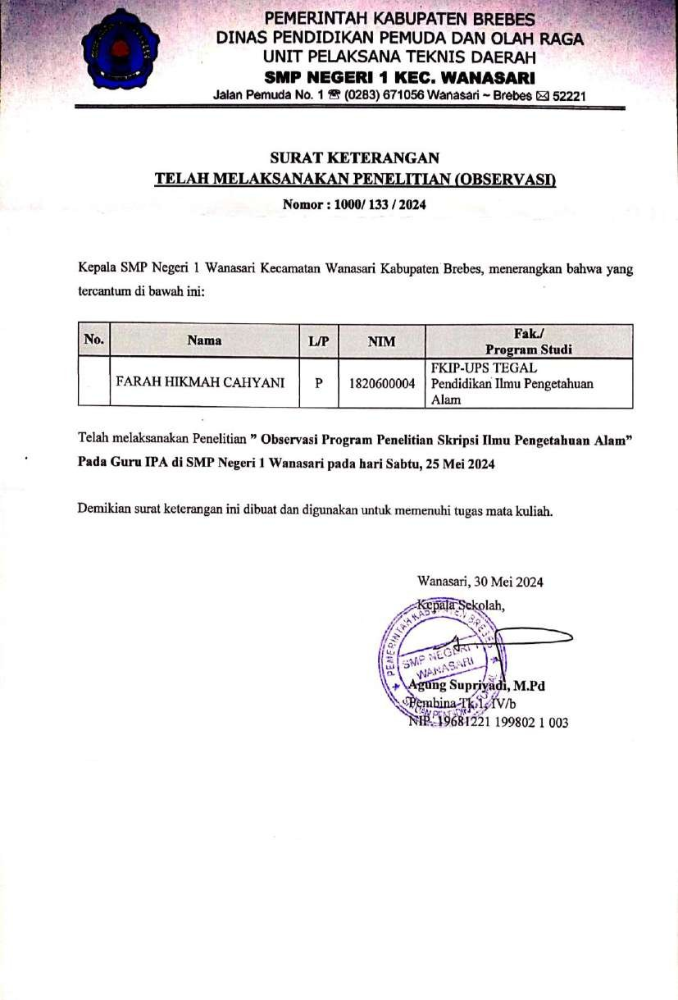 PEMERINTAH KABUPATEN BREBES
DINAS PENDIDIKAN PEMUDA DAN OLAH RAGA
UNIT PELAKSANA TEKNIS DAERAH
SMP NEGERI 1 KEC. WANASARI
Jalan Pemuda No. 1 ☏ (0283) 671056 Wanasari ~ Brebes ✉ 52221
SURAT KETERANGAN
TELAH MELAKSANAKAN PENELITIAN (OBSERVASI)
Nomor : 1000/ 133 / 2024
Kepala SMP Negeri 1 Wanasari Kecamatan Wanasari Kabupaten Brebes, menerangkan bahwa yang
tercantum di bawah ini:
No. Nama L/P NIM Fak./
Program Studi
FARAH HIKMAH CAHYANI P 1820600004 FKIP-UPS TEGAL
Pendidikan Ilmu Pengetahuan
Alam
Telah melaksanakan Penelitian ” Observasi Program Penelitian Skripsi Ilmu Pengetahuan Alam”
Pada Guru IPA di SMP Negeri 1 Wanasari pada hari Sabtu, 25 Mei 2024
Demikian surat keterangan ini dibuat dan digunakan untuk memenuhi tugas mata kuliah.
Wanasari, 30 Mei 2024
Kepala Sekolah,
PEMERINTAH KABUPATEN BREBES
SMP NEGERI 1
WANASARI
Agung Supriyadi, M.Pd
Pembina Tk.1, IV/b
NIP. 19681221 199802 1 003